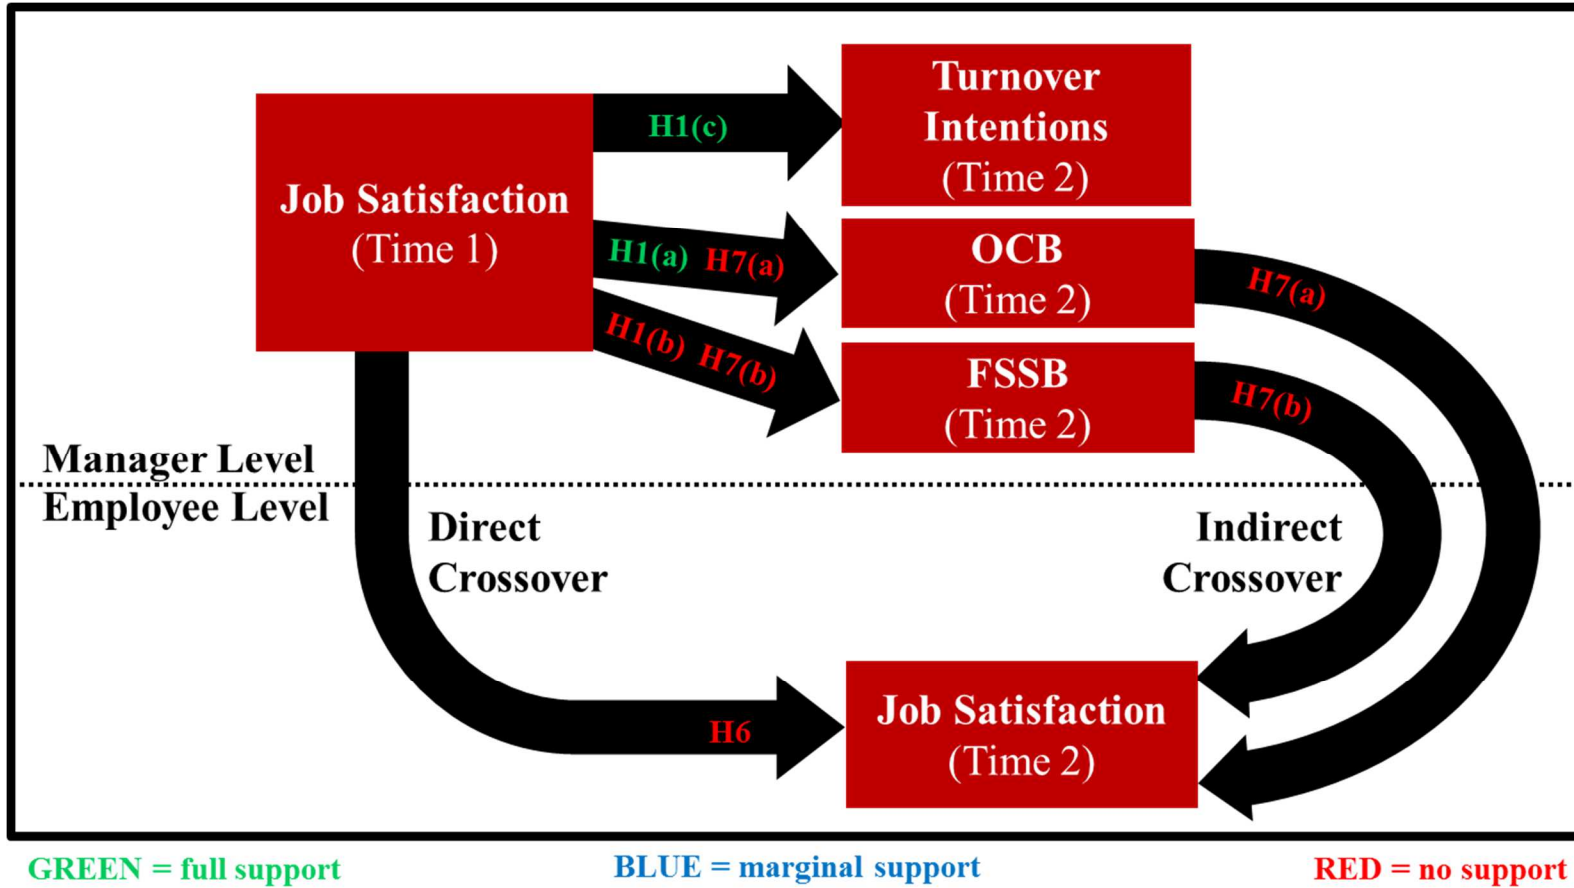 Turnover
Intentions
(Time 2)
H1(c)
Job Satisfaction
(Time 1)
H1(a) H7(a)
OCB
(Time 2)
H7(a)
H1(b) H7(b)
FSSB
(Time 2)
H7(b)
Manager Level
Employee Level
Direct
Crossover
Indirect
Crossover
H6
Job Satisfaction
(Time 2)
GREEN = full support
BLUE = marginal support
RED = no support